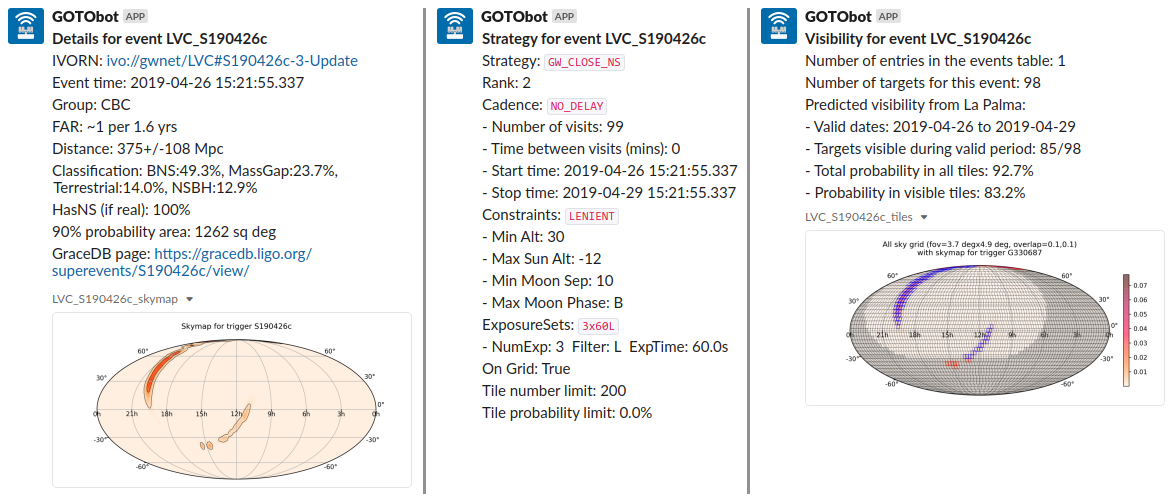 GOTObot APP
Details for event LVC_S190426c
IVORN: ivo://gwnet/LVC#S190426c-3-Update
Event time: 2019-04-26 15:21:55.337
Group: CBC
FAR: ~1 per 1.6 yrs
Distance: 375+/-108 Mpc
Classification: BNS:49.3%, MassGap:23.7%,
Terrestrial:14.0%, NSBH:12.9%
HasNS (if real): 100%
90% probability area: 1262 sq deg
GraceDB page: https://gracedb.ligo.org/
superevents/S190426c/view/
LVC_S190426c_skymap
Skymap for trigger S190426c
60° 60°
30° 30°
0h 21h 18h 15h 12h 9h 6h 3h 0h 0°
-30° -30°
-60° -60°
GOTObot APP
Strategy for event LVC_S190426c
Strategy: GW_CLOSE_NS
Rank: 2
Cadence: NO_DELAY
- Number of visits: 99
- Time between visits (mins): 0
- Start time: 2019-04-26 15:21:55.337
- Stop time: 2019-04-29 15:21:55.337
Constraints: LENIENT
- Min Alt: 30
- Max Sun Alt: -12
- Min Moon Sep: 10
- Max Moon Phase: B
ExposureSets: 3x60L
- NumExp: 3 Filter: L ExpTime: 60.0s
On Grid: True
Tile number limit: 200
Tile probability limit: 0.0%
GOTObot APP
Visibility for event LVC_S190426c
Number of entries in the events table: 1
Number of targets for this event: 98
Predicted visibility from La Palma:
- Valid dates: 2019-04-26 to 2019-04-29
- Targets visible during valid period: 85/98
- Total probability in all tiles: 92.7%
- Probability in visible tiles: 83.2%
LVC_S190426c_tiles
All sky grid (fov=3.7 degx4.9 deg, overlap=0.1,0.1)
with skymap for trigger G330687
60° 60°
30° 30°
0h 21h 18h 15h 12h 9h 6h 3h 0h 0°
-30° -30°
-60° -60°
0.07
0.06
0.05
0.04
0.03
0.02
0.01